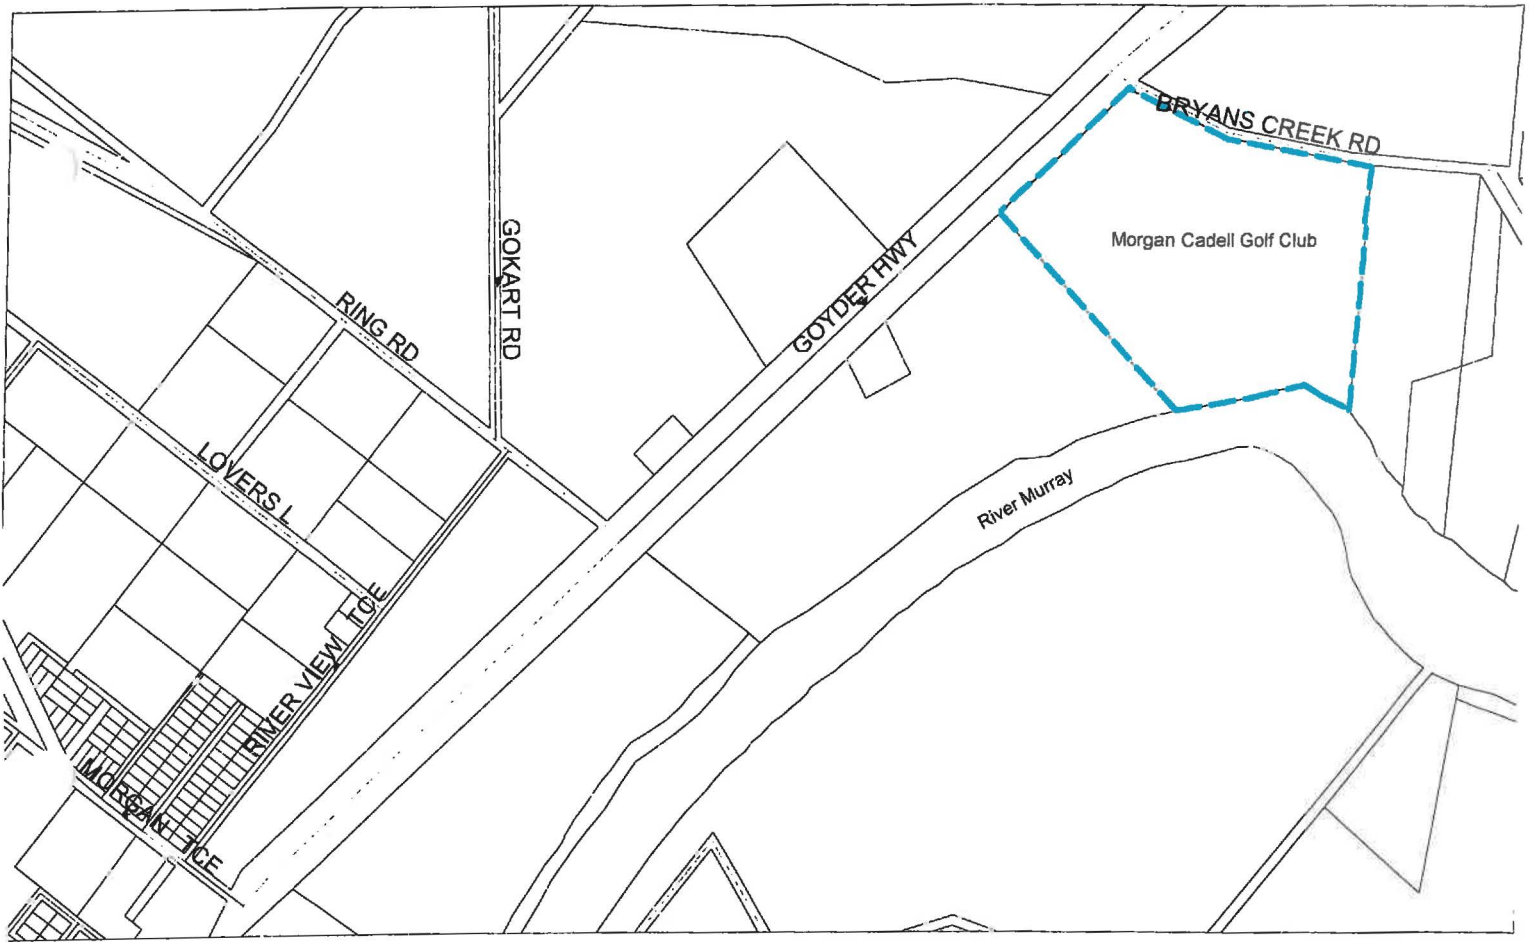 BRYANS CREEK RD
Morgan Cadell Golf Club
GOKART RD
GOYDER HWY
RING RD
LOVERS L
River Murray
RIVER VIEW TCE
MORGAN TCE